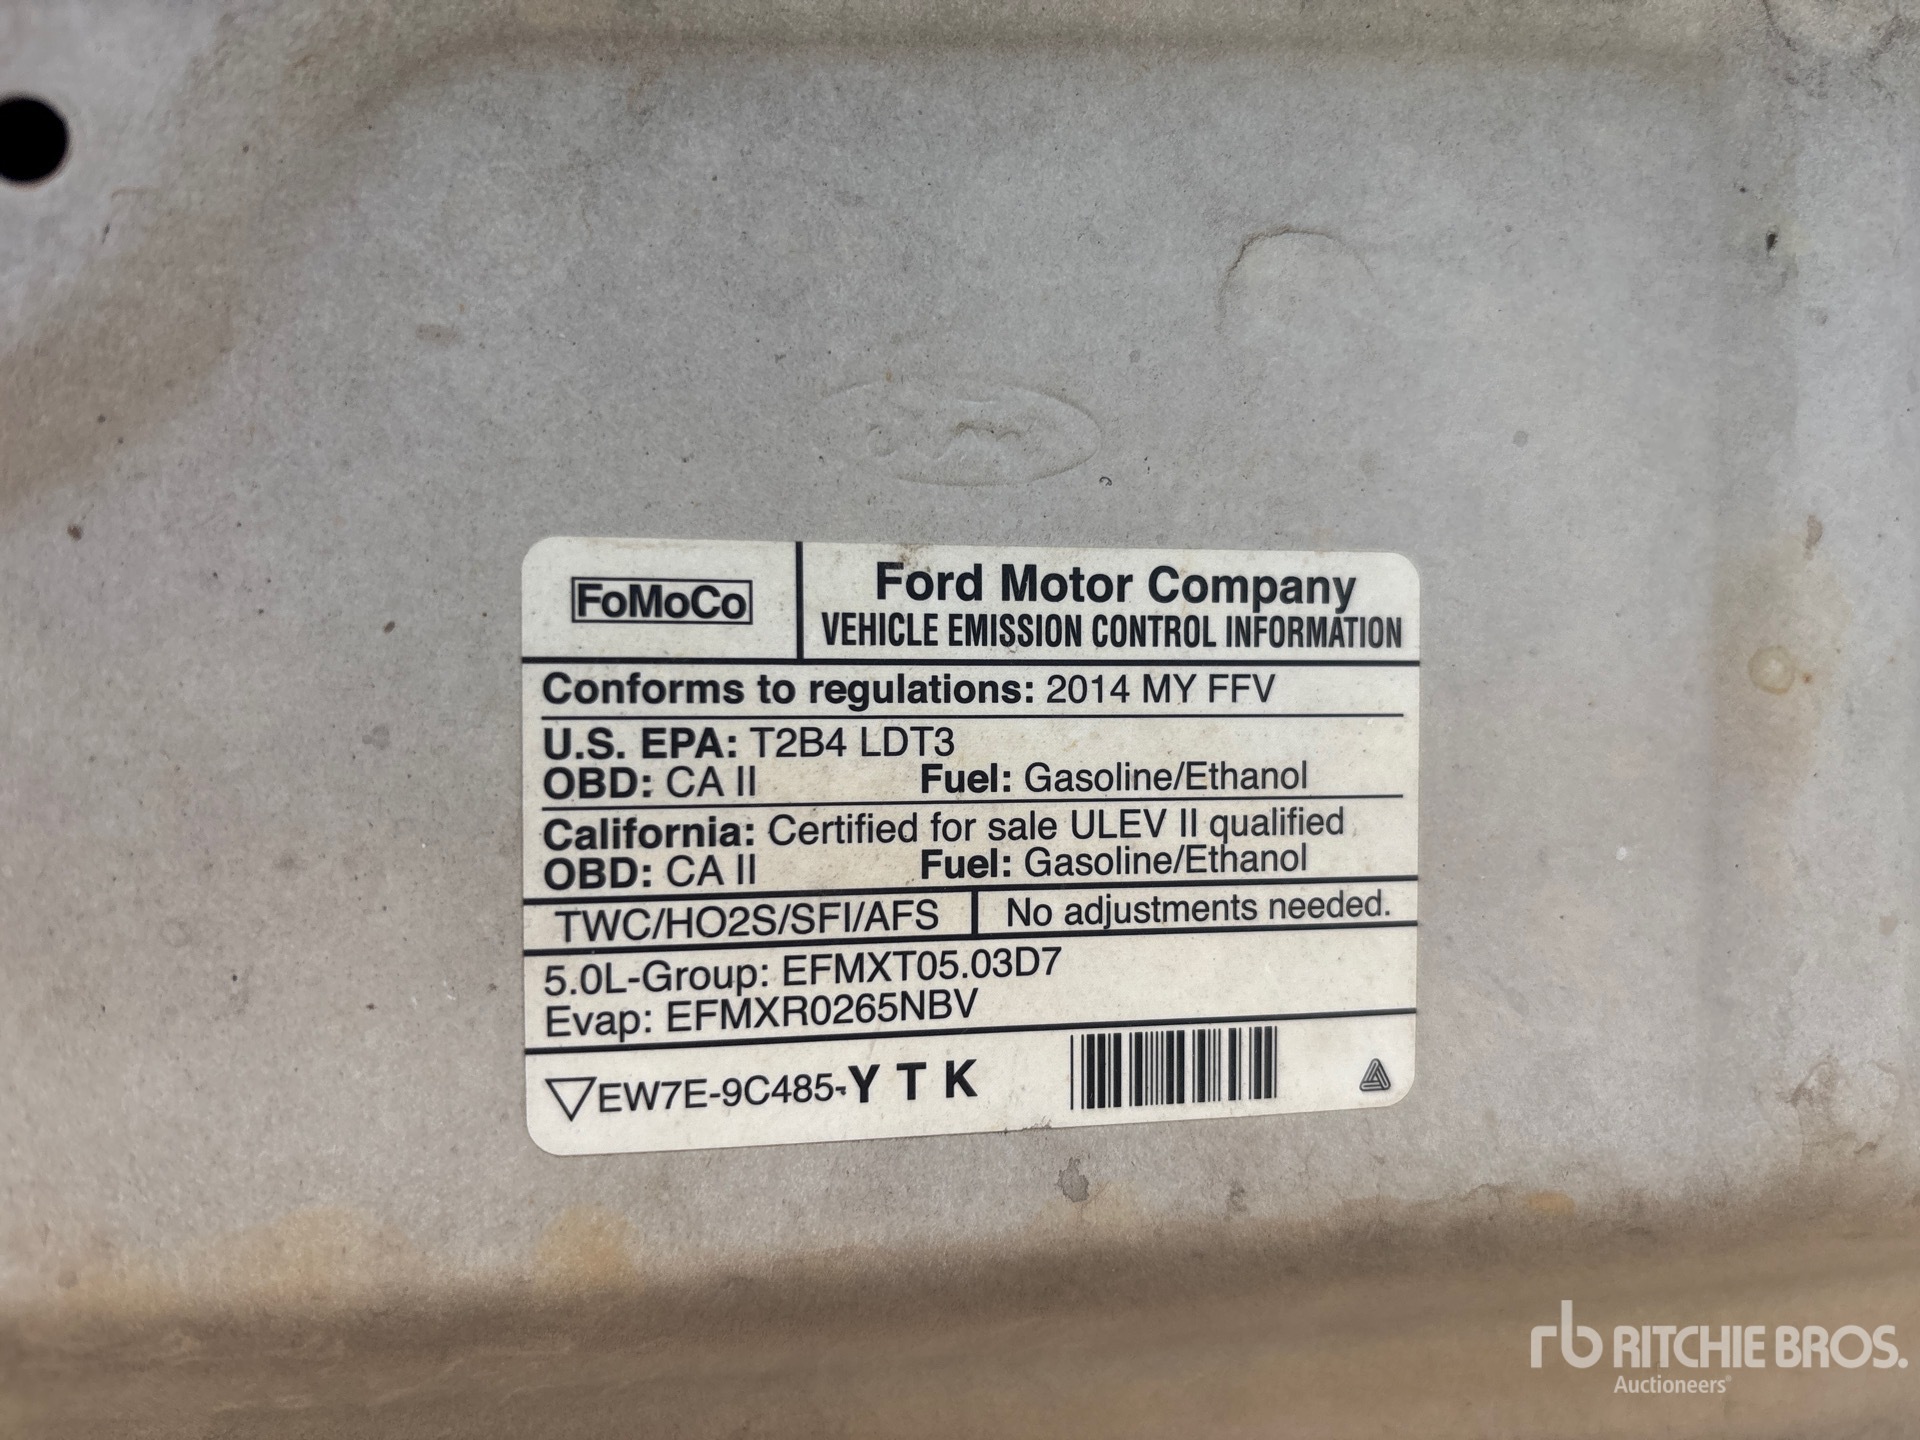 FoMoCo
Ford Motor Company
VEHICLE EMISSION CONTROL INFORMATION
Conforms to regulations: 2014 MY FFV
U.S. EPA: T2B4 LDT3
OBD: CA II Fuel: Gasoline/Ethanol
California: Certified for sale ULEV II qualified
OBD: CA II Fuel: Gasoline/Ethanol
TWC/HO2S/SFI/AFS No adjustments needed.
5.0L-Group: EFMXT05.03D7
Evap: EFMXR0265NBV
EW7E-9C485-Y T K
rb RITCHIE BROS.
Auctioneers